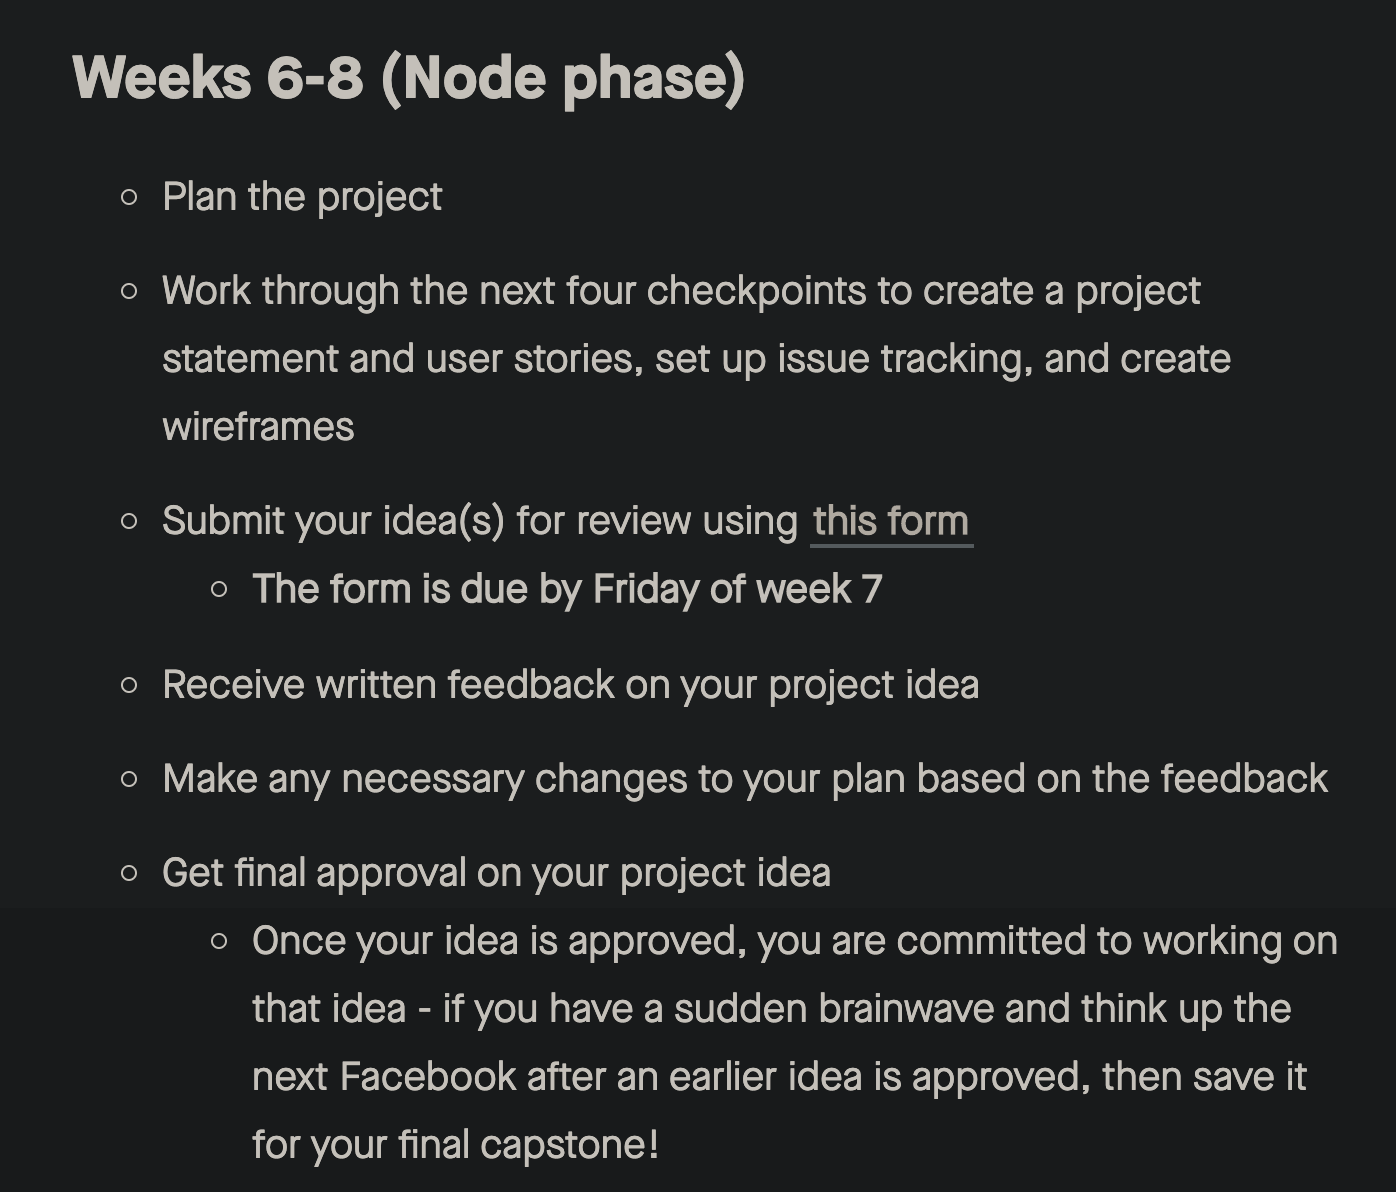 Weeks 6-8 (Node phase)
Plan the project
Work through the next four checkpoints to create a project
statement and user stories, set up issue tracking, and create
wireframes
Submit your idea(s) for review using this form
The form is due by Friday of week 7
Receive written feedback on your project idea
Make any necessary changes to your plan based on the feedback
Get final approval on your project idea
Once your idea is approved, you are committed to working on
that idea - if you have a sudden brainwave and think up the
next Facebook after an earlier idea is approved, then save it
for your final capstone!